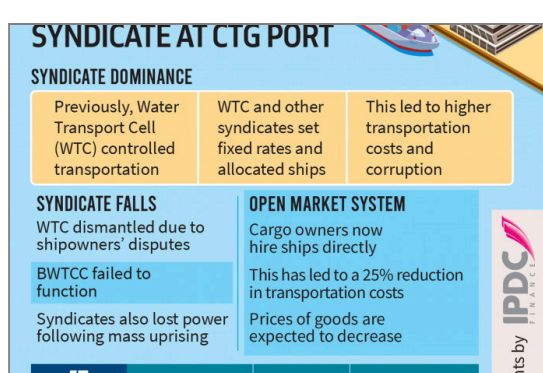 SYNDICATE AT CTG PORT
SYNDICATE DOMINANCE
Previously, Water
Transport Cell
(WTC) controlled
transportation
WTC and other
syndicates set
fixed rates and
allocated ships
This led to higher
transportation
costs and
corruption
SYNDICATE FALLS
WTC dismantled due to
shipowners' disputes
BWTCC failed to
function
Syndicates also lost power
following mass uprising
OPEN MARKET SYSTEM
Cargo owners now
hire ships directly
This has led to a 25% reduction
in transportation costs
Prices of goods are
expected to decrease
IPDC
FINANCE
by